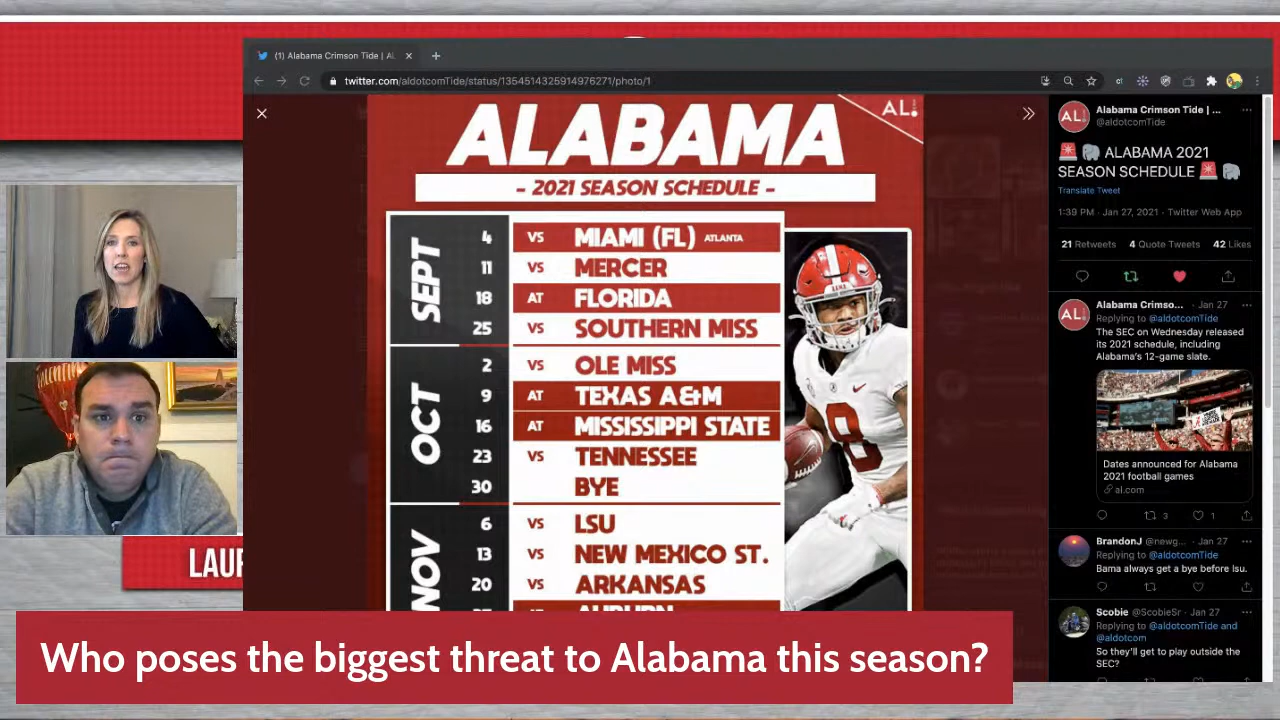 (1) Alabama Crimson Tide | Al
twitter.com/aldotcomTide/status/1354514325914976271/photo/1
ALABAMA
AL.
- 2021 SEASON SCHEDULE -
SEPT
4 VS MIAMI (FL) ATLANTA
11 VS MERCER
18 AT FLORIDA
25 VS SOUTHERN MISS
OCT
2 VS OLE MISS
9 AT TEXAS A&M
16 AT MISSISSIPPI STATE
23 VS TENNESSEE
30 BYE
NOV
6 VS LSU
13 VS NEW MEXICO ST.
20 VS ARKANSAS
AUBURN
8
AL.
Alabama Crimson Tide | ...
@aldotcomTide
🚨 🐘 ALABAMA 2021
SEASON SCHEDULE 🚨 🐘
Translate Tweet
1:39 PM · Jan 27, 2021 · Twitter Web App
21 Retweets 4 Quote Tweets 42 Likes
AL.
Alabama Crimso... · Jan 27
Replying to @aldotcomTide
The SEC on Wednesday released
its 2021 schedule, including
Alabama's 12-game slate.
Dates announced for Alabama
2021 football games
al.com
3 1
BrandonJ @newg... · Jan 27
Replying to @aldotcomTide
Bama always get a bye before lsu.
Scobie @ScobieSr · Jan 27
Replying to @aldotcomTide and
@aldotcom
So they'll get to play outside the
SEC?
LAUR
Who poses the biggest threat to Alabama this season?